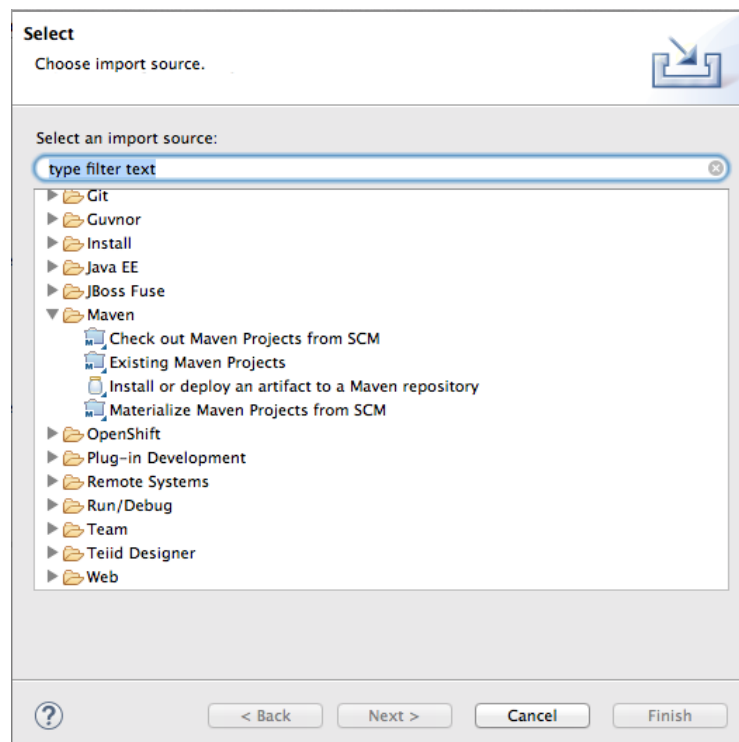 Select
Choose import source.
Select an import source:
type filter text
Git
Guvnor
Install
Java EE
JBoss Fuse
Maven
Check out Maven Projects from SCM
Existing Maven Projects
Install or deploy an artifact to a Maven repository
Materialize Maven Projects from SCM
OpenShift
Plug-in Development
Remote Systems
Run/Debug
Team
Teiid Designer
Web
? < Back Next > Cancel Finish